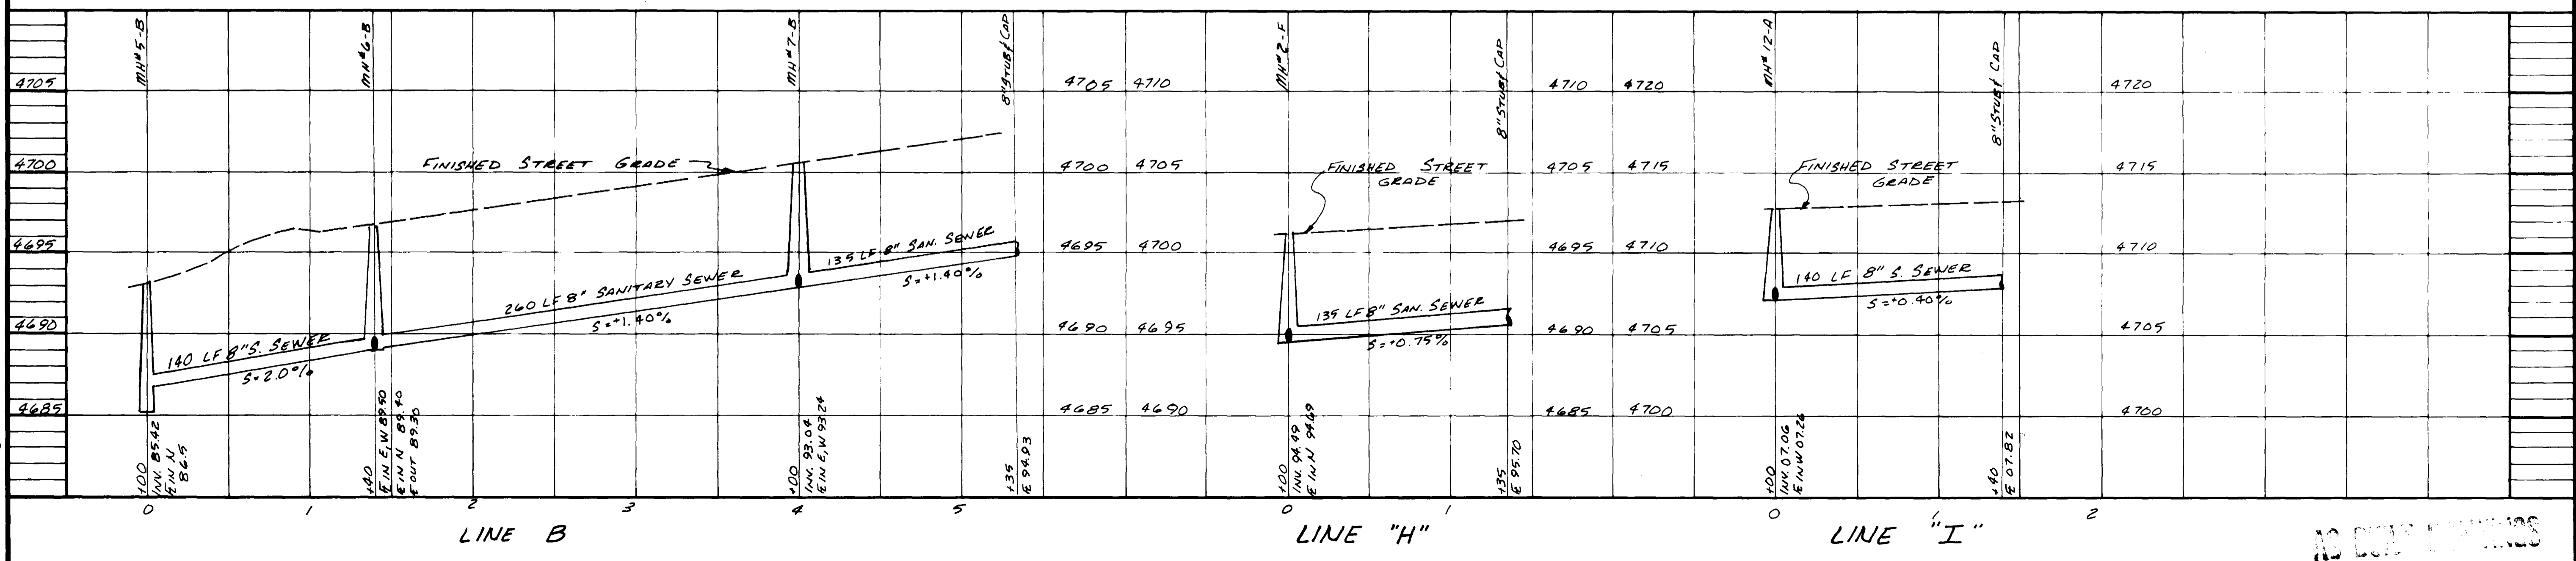 MH#5-B
MH#6-B
MH#7-B
8" STUB & CAP
MH#2-F
8" STUB & CAP
MH#12-A
8" STUB & CAP
4705
4705 4710
4710 4720
4720
4700
FINISHED STREET GRADE
4700 4705
FINISHED STREET
GRADE
4705 4715
FINISHED STREET
GRADE
4715
4695
4695 4700
4695 4710
4710
135 LF 8" SAN. SEWER
S=+1.40%
260 LF 8" SANITARY SEWER
S=+1.40%
140 LF 8" S. SEWER
S=+0.40%
135 LF 8" SAN. SEWER
S=+0.75%
4690
4690 4695
4690 4705
4705
140 LF 8" S. SEWER
S=2.0%
4685
4685 4690
4685 4700
4700
+00
INV. 85.42
℄ IN N
86.5
+40
℄ IN E, W 89.50
℄ IN N 89.40
℄ OUT 89.30
+00
INV. 93.04
℄ IN E, W 93.24
+35
℄ 94.93
+00
INV. 94.49
℄ IN N 94.69
+35
℄ 95.70
+00
INV. 07.06
℄ IN W 07.26
+40
℄ 07.82
0 1 2 3 4 5 0 1 0 1 2
LINE B
LINE "H"
LINE "I"